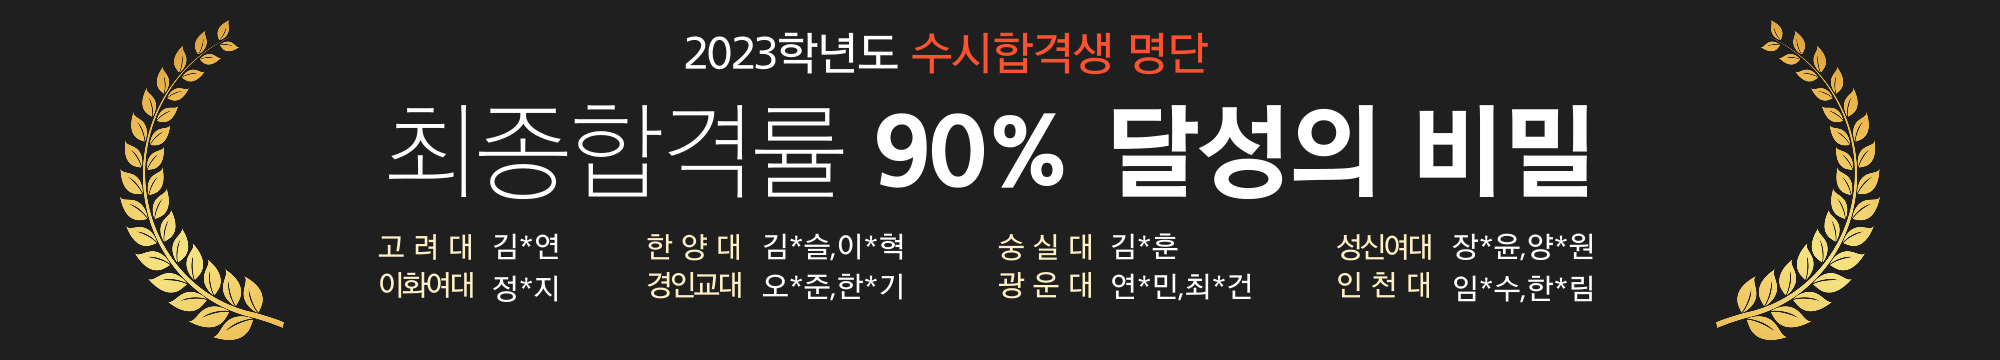 2023학년도 수시합격생 명단
최종합격률 90% 달성의 비밀
고려대 김*연 한양대 김*슬,이*혁 숭실대 김*훈 성신여대 장*윤,양*원
이화여대 정*지 경인교대 오*준,한*기 광운대 연*민,최*건 인천대 임*수,한*림